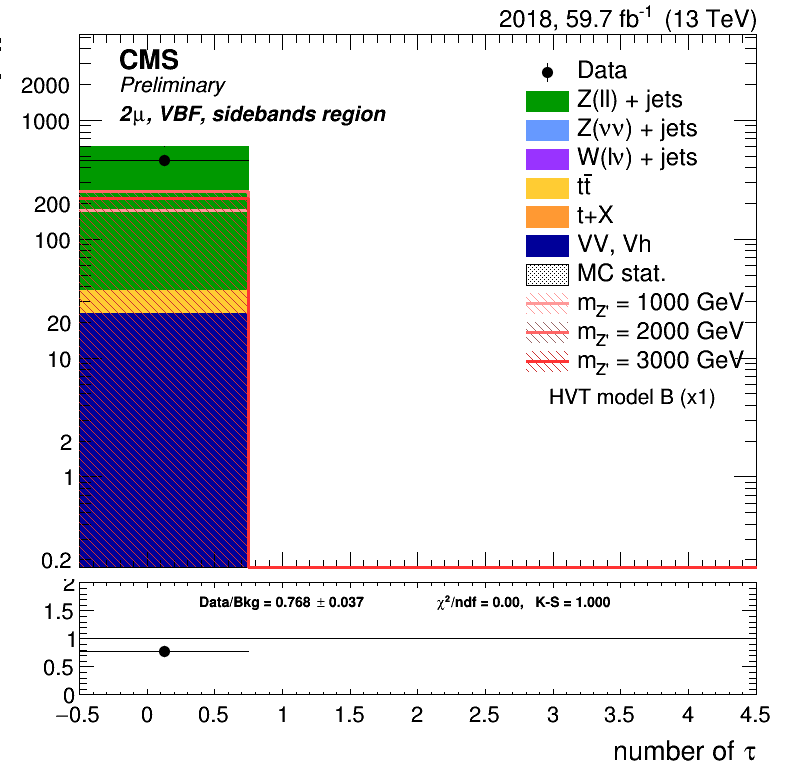 2018, 59.7 fb⁻¹ (13 TeV)
CMS
Preliminary
2μ, VBF, sidebands region
Data
Z(ll) + jets
Z(νν) + jets
W(lν) + jets
tt̄
t+X
VV, Vh
MC stat.
m_Z' = 1000 GeV
m_Z' = 2000 GeV
m_Z' = 3000 GeV
HVT model B (x1)
2000
1000
200
100
20
10
2
1
0.2
Data/Bkg = 0.768 ± 0.037
χ²/ndf = 0.00, K-S = 1.000
2
1.5
1
0.5
0
−0.5 0 0.5 1 1.5 2 2.5 3 3.5 4 4.5
number of τ